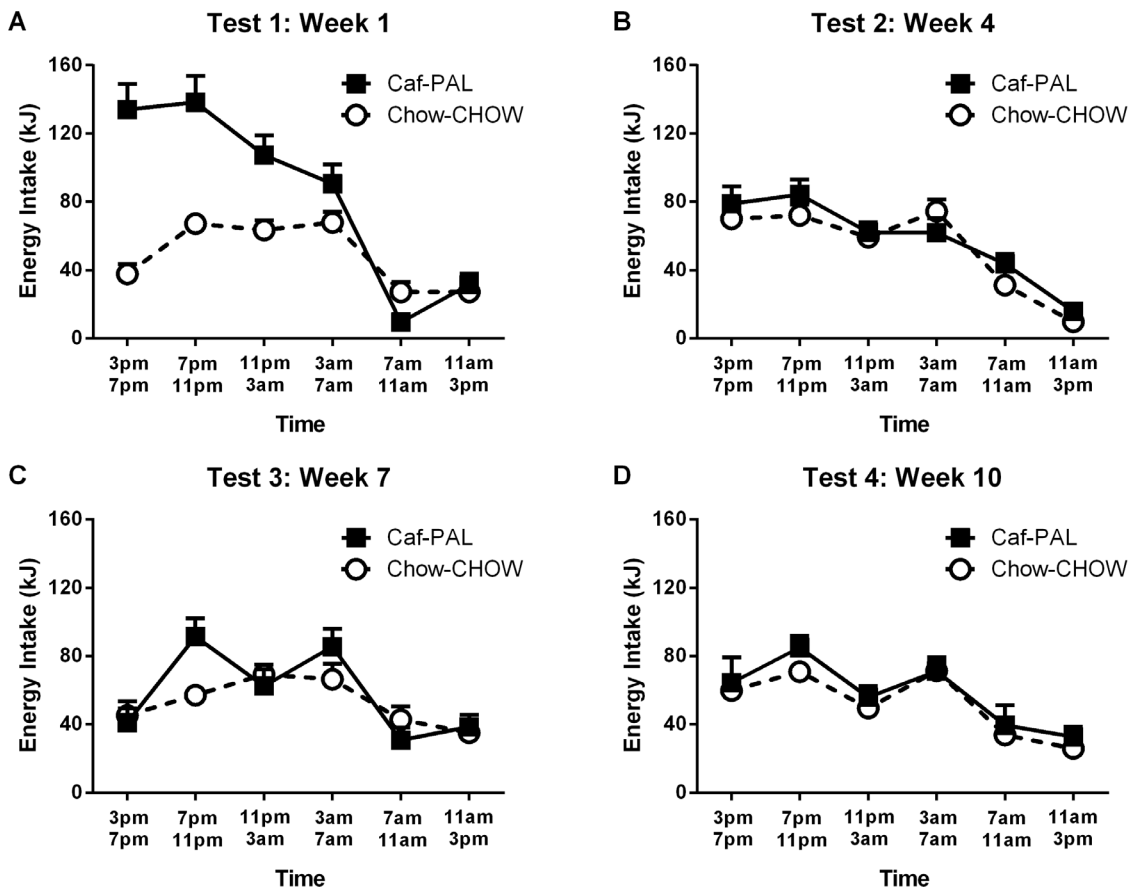 A
Test 1: Week 1
Energy Intake (kJ)
160
120
80
40
0
Caf-PAL
Chow-CHOW
3pm 7pm 11pm 3am 7am 11am
7pm 11pm 3am 7am 11am 3pm
Time
B
Test 2: Week 4
Energy Intake (kJ)
160
120
80
40
0
Caf-PAL
Chow-CHOW
3pm 7pm 11pm 3am 7am 11am
7pm 11pm 3am 7am 11am 3pm
Time
C
Test 3: Week 7
Energy Intake (kJ)
160
120
80
40
0
Caf-PAL
Chow-CHOW
3pm 7pm 11pm 3am 7am 11am
7pm 11pm 3am 7am 11am 3pm
Time
D
Test 4: Week 10
Energy Intake (kJ)
160
120
80
40
0
Caf-PAL
Chow-CHOW
3pm 7pm 11pm 3am 7am 11am
7pm 11pm 3am 7am 11am 3pm
Time